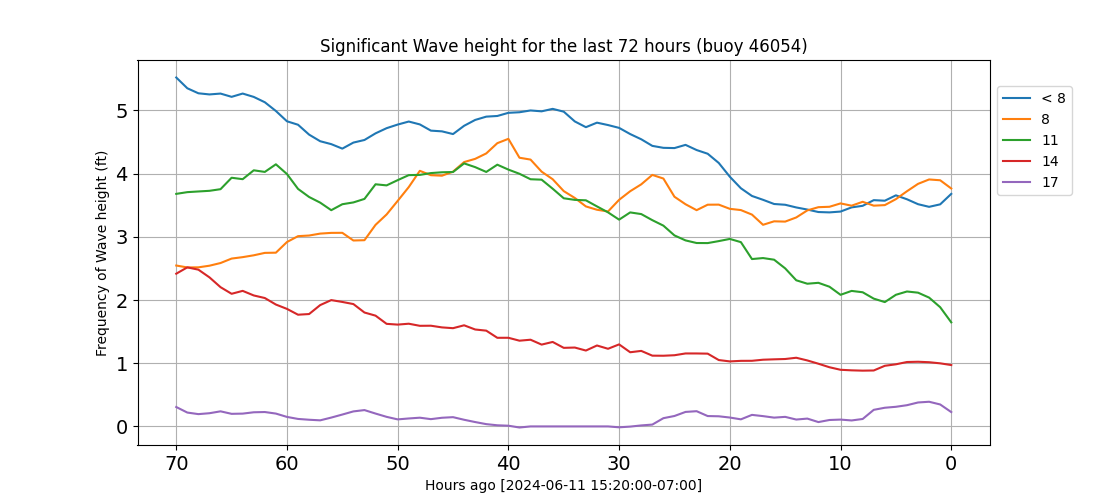 Significant Wave height for the last 72 hours (buoy 46054)
Frequency of Wave height (ft)
5
4
3
2
1
0
70 60 50 40 30 20 10 0
Hours ago [2024-06-11 15:20:00-07:00]
< 8
8
11
14
17